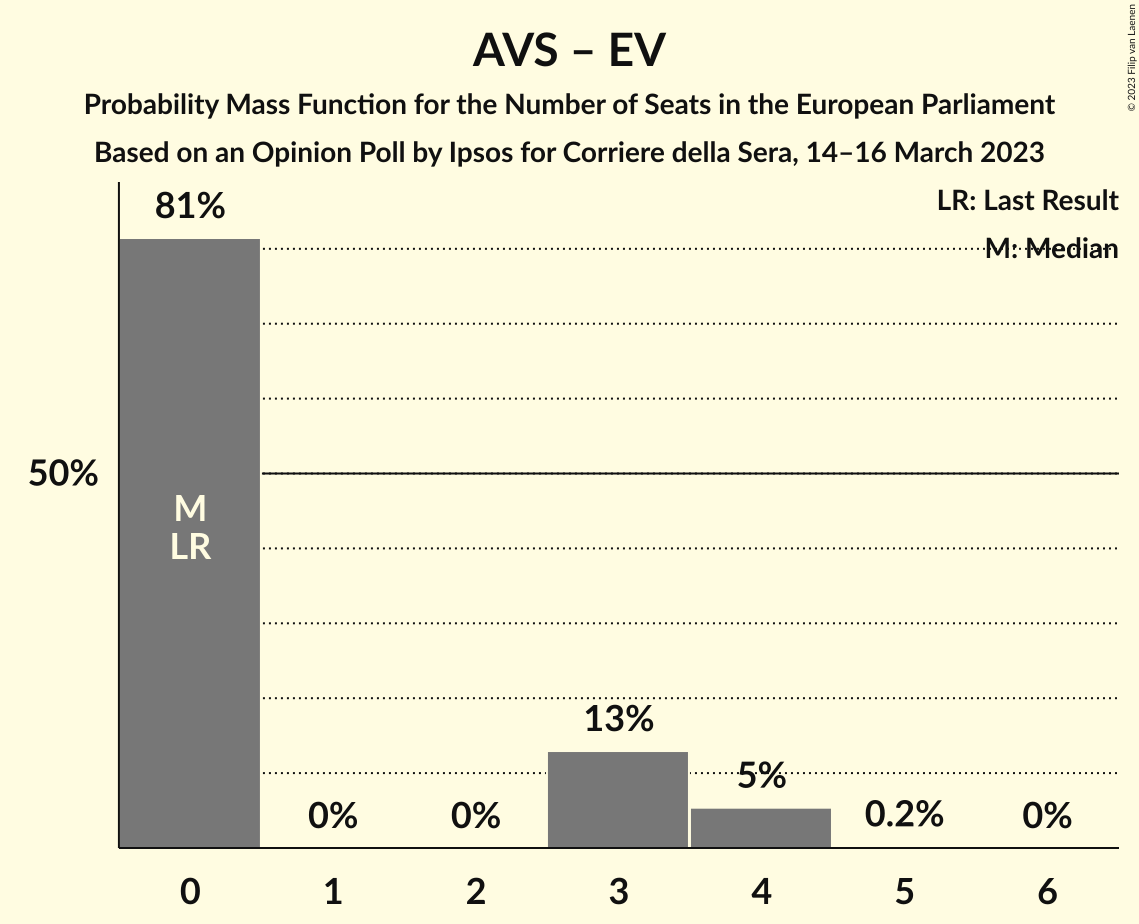 AVS – EV
Probability Mass Function for the Number of Seats in the European Parliament
Based on an Opinion Poll by Ipsos for Corriere della Sera, 14–16 March 2023
© 2023 Filip van Laenen
LR: Last Result
M: Median
81%
50%
M
LR
13%
5%
0%
0%
0.2%
0%
0
1
2
3
4
5
6